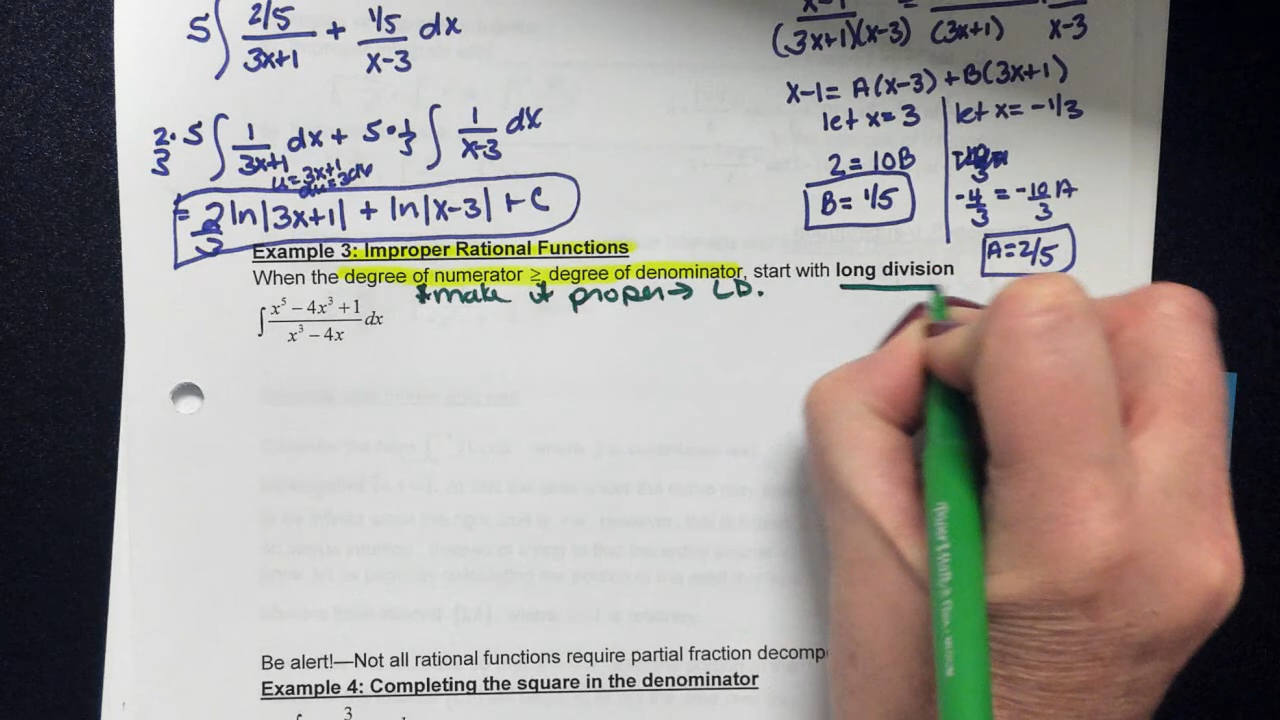 5∫ (2/5)/(3x+1) + (1/5)/(x-3) dx
2/3·5 ∫ 1/(3x+1) dx + 5·1/5 ∫ 1/(x-3) dx
u=3x+1
du=3dx
= 2/3 ln|3x+1| + ln|x-3| + C
(3x+1)(x-3) (3x+1) x-3
x-1 = A(x-3) + B(3x+1)
let x=3
2=10B
B=1/5
let x=-1/3
-4/3 = -10/3 A
A=2/5
Example 3: Improper Rational Functions
When the degree of numerator ≥ degree of denominator, start with long division
*make it proper → LD.
∫ (x⁵ − 4x³ + 1)/(x³ − 4x) dx
Be alert!—Not all rational functions require partial fraction
Example 4: Completing the square in the denominator
3